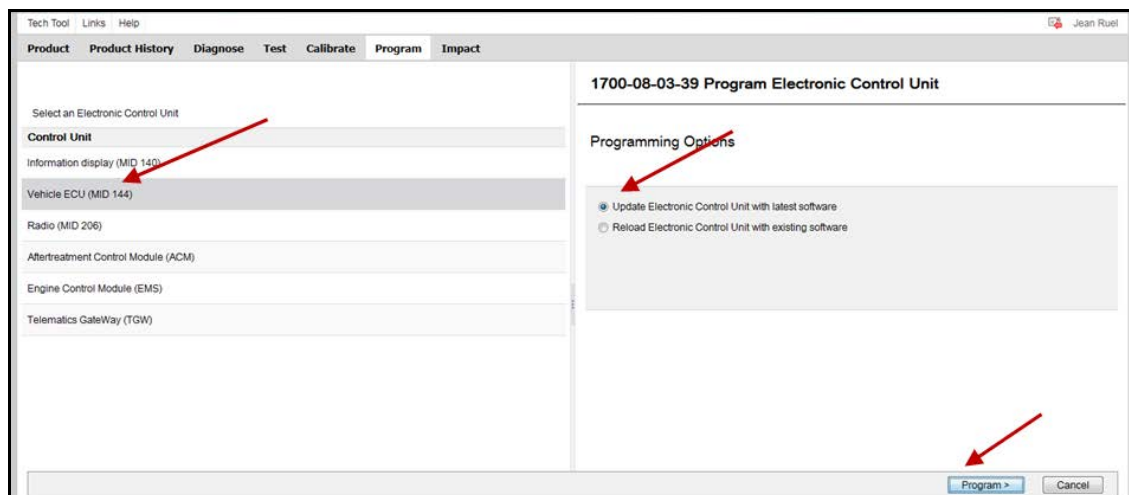 Tech Tool Links Help Jean Ruel
Product Product History Diagnose Test Calibrate Program Impact
Select an Electronic Control Unit
Control Unit
Information display (MID 140)
Vehicle ECU (MID 144)
Radio (MID 206)
Aftertreatment Control Module (ACM)
Engine Control Module (EMS)
Telematics GateWay (TGW)
1700-08-03-39 Program Electronic Control Unit
Programming Options
Update Electronic Control Unit with latest software
Reload Electronic Control Unit with existing software
Program > Cancel